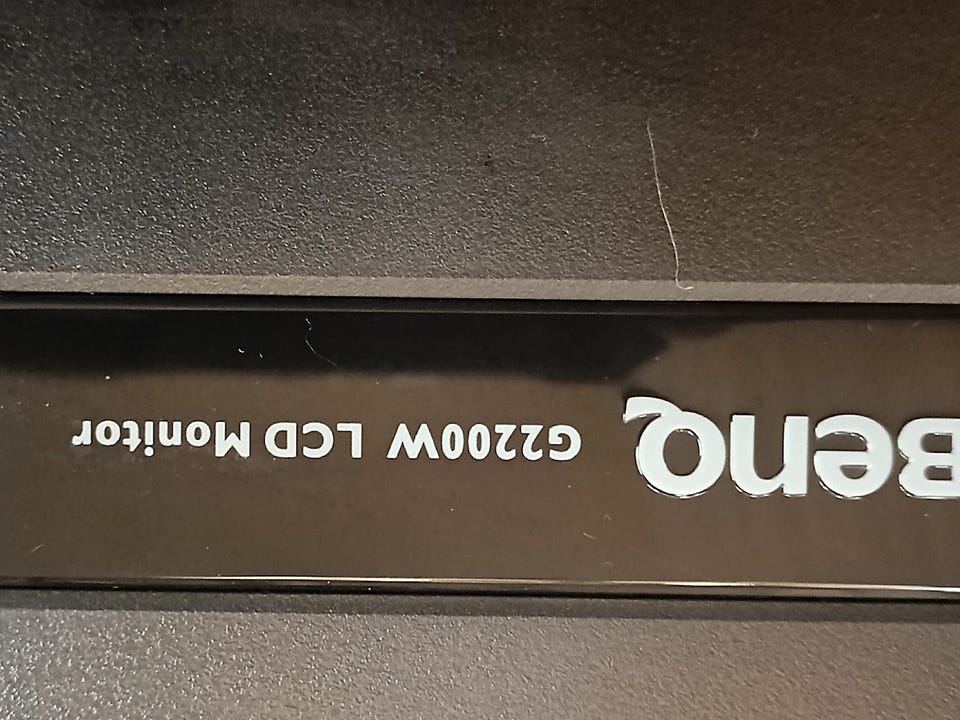 BenQ G2200W LCD Monitor